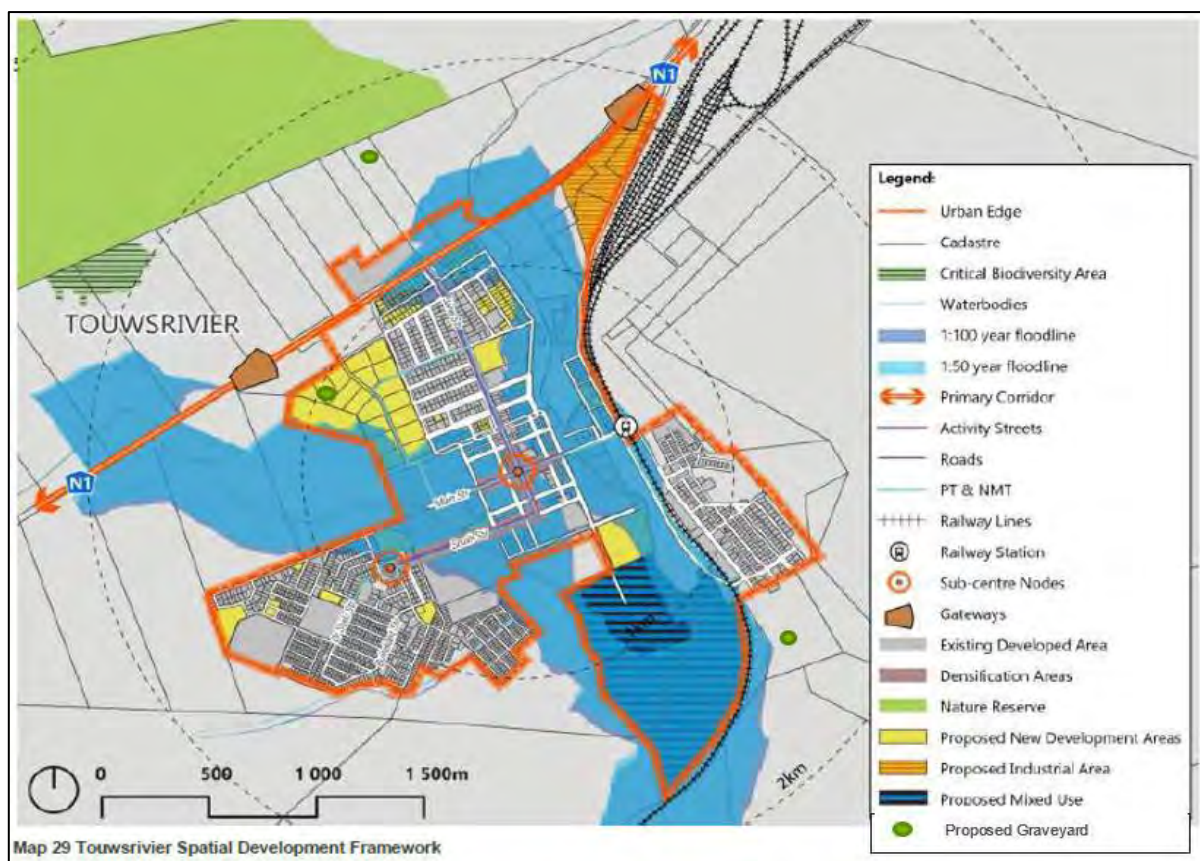 N1
TOUWSRIVIER
N1
Main Str
1km
2km
0 500 1 000 1 500m
Legend:
Urban Edge
Cadastre
Critical Biodiversity Area
Waterbodies
1:100 year floodline
1:50 year floodline
Primary Corridor
Activity Streets
Roads
PT & NMT
Railway Lines
Railway Station
Sub-centre Nodes
Gateways
Existing Developed Area
Densification Areas
Nature Reserve
Proposed New Development Areas
Proposed Industrial Area
Proposed Mixed Use
Proposed Graveyard
Map 29 Touwsrivier Spatial Development Framework